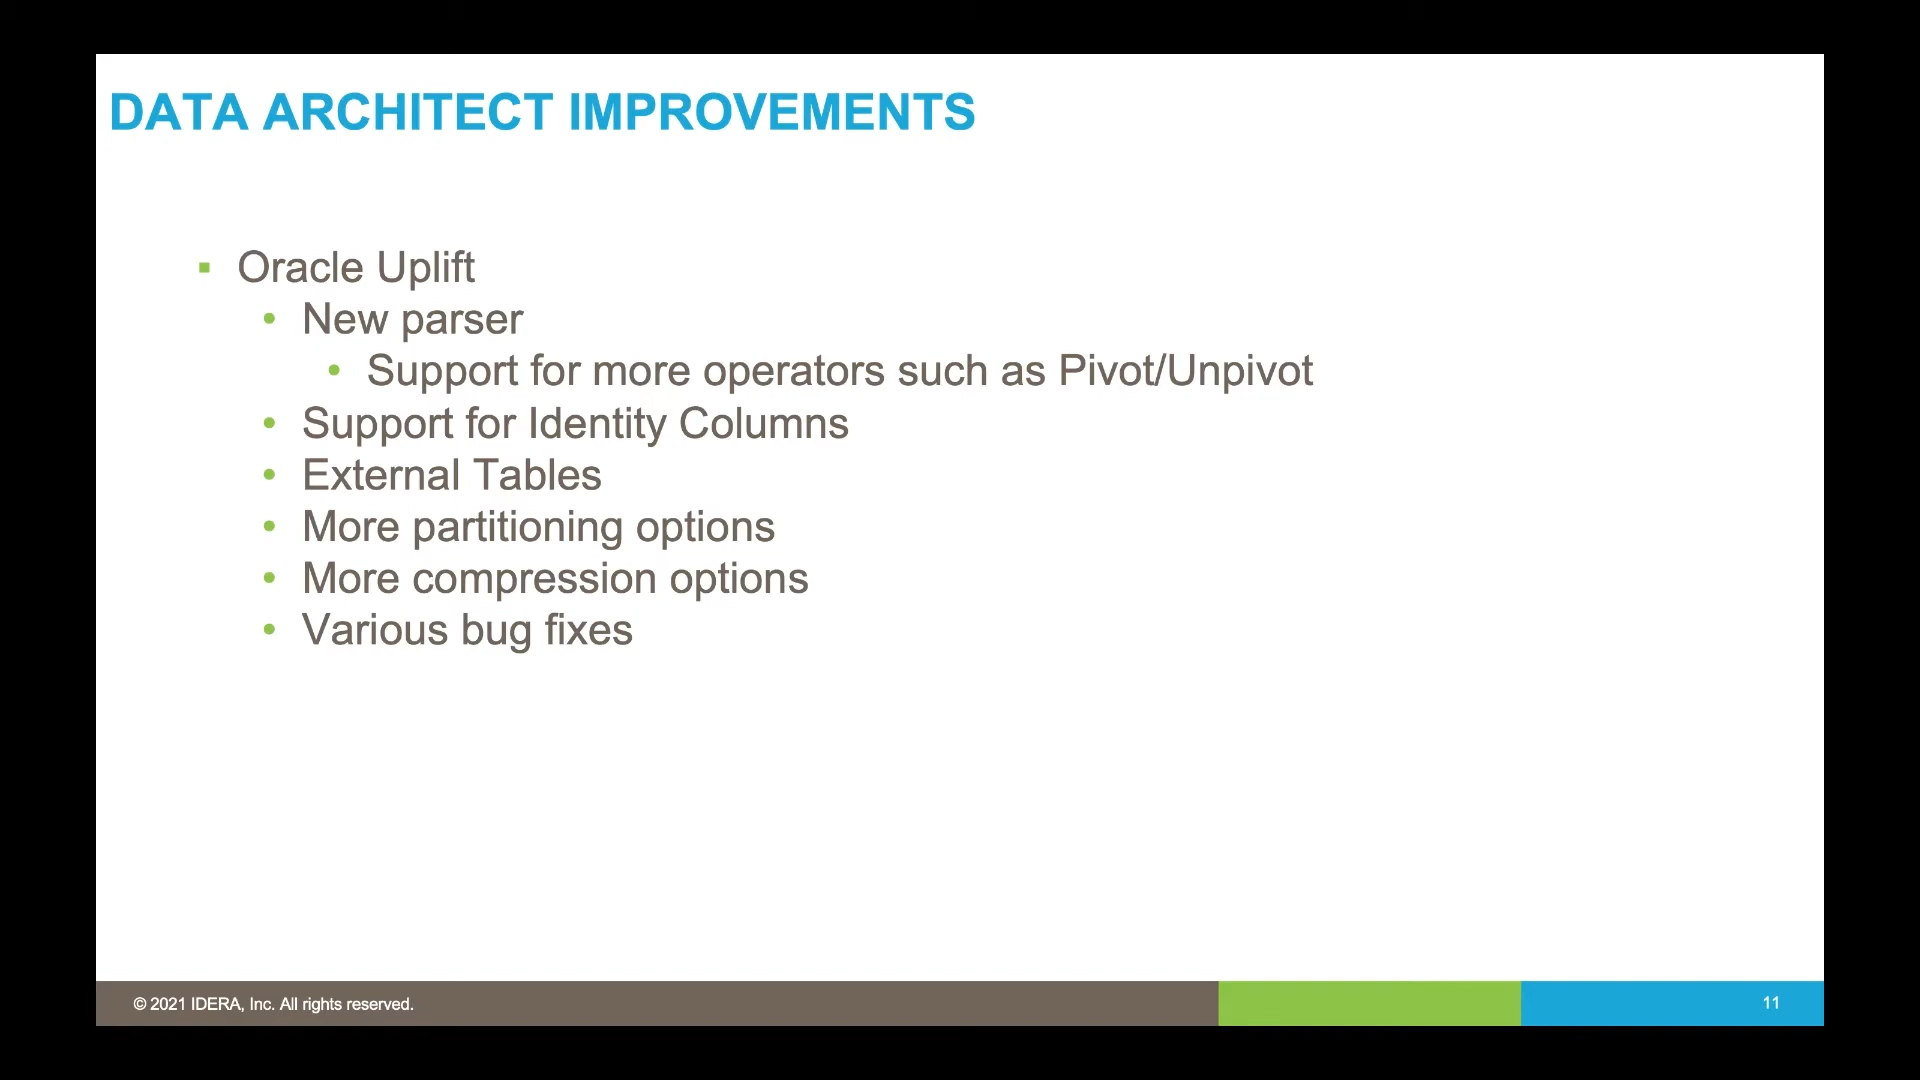 DATA ARCHITECT IMPROVEMENTS
Oracle Uplift
New parser
Support for more operators such as Pivot/Unpivot
Support for Identity Columns
External Tables
More partitioning options
More compression options
Various bug fixes
© 2021 IDERA, Inc. All rights reserved.
11